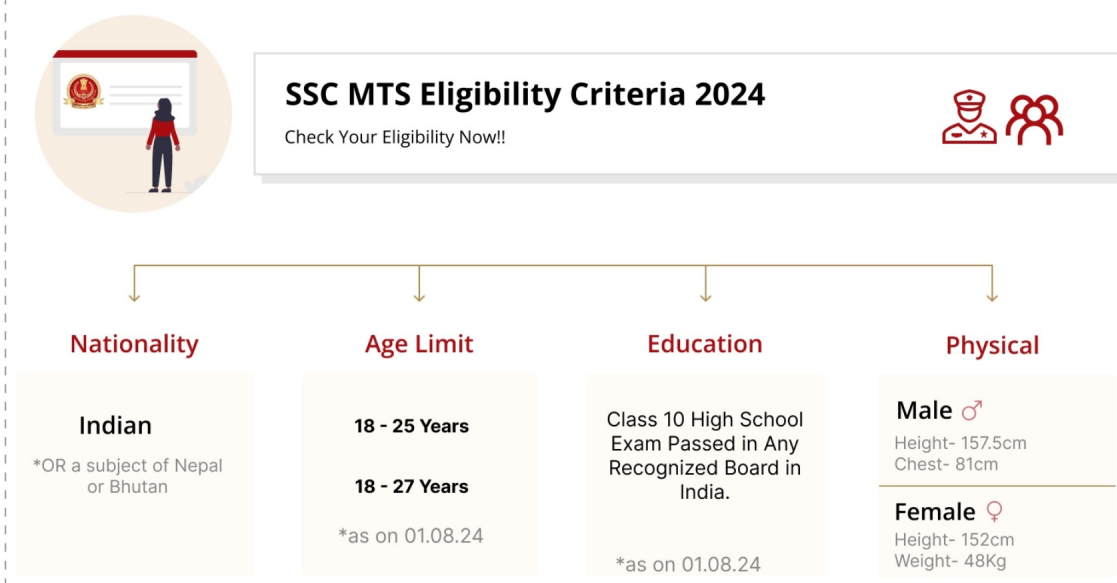 SSC MTS Eligibility Criteria 2024
Check Your Eligibility Now!!
Nationality
Indian
*OR a subject of Nepal
or Bhutan
Age Limit
18 - 25 Years
18 - 27 Years
*as on 01.08.24
Education
Class 10 High School
Exam Passed in Any
Recognized Board in
India.
*as on 01.08.24
Physical
Male ♂
Height- 157.5cm
Chest- 81cm
Female ♀
Height- 152cm
Weight- 48Kg